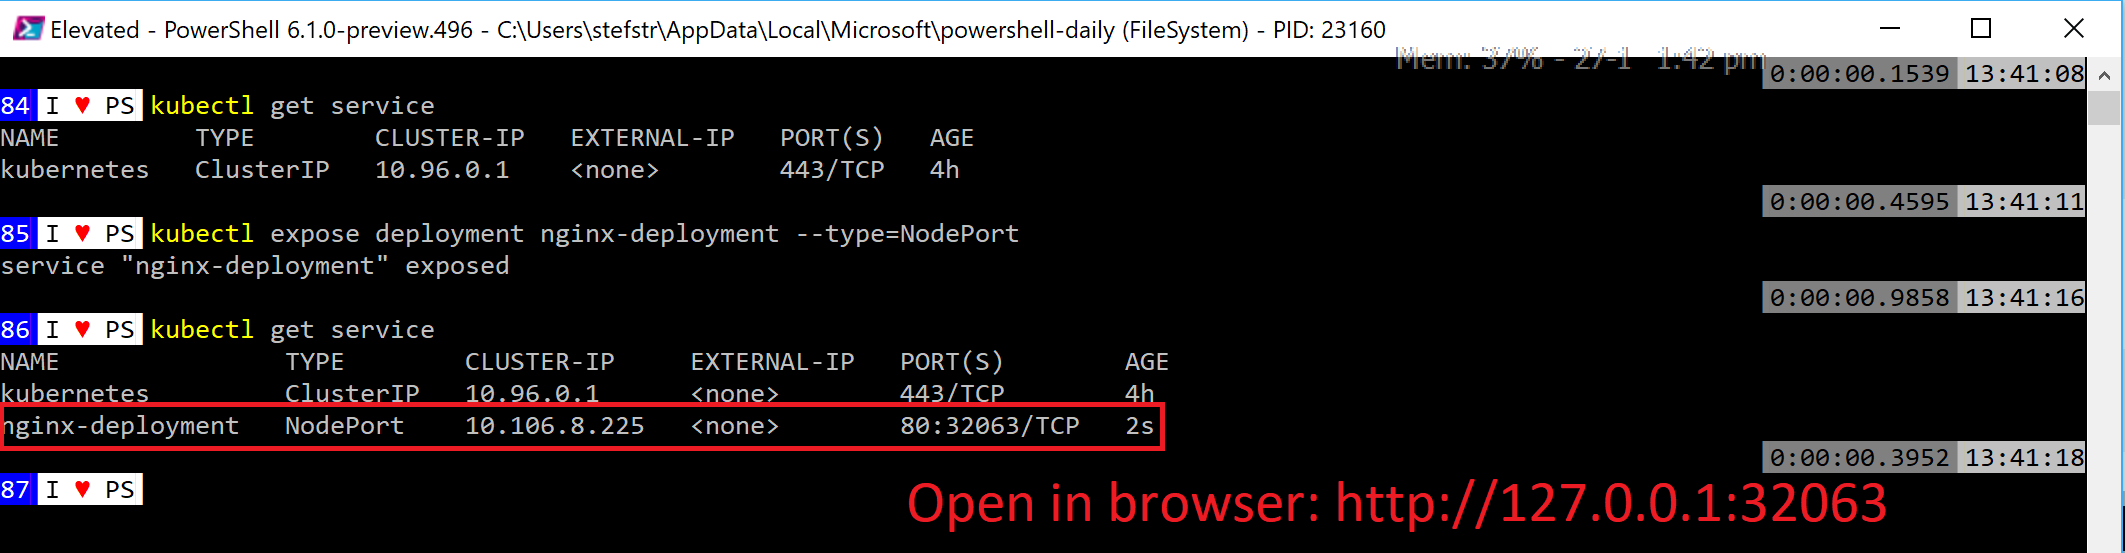 Elevated - PowerShell 6.1.0-preview.496 - C:\Users\stefstr\AppData\Local\Microsoft\powershell-daily (FileSystem) - PID: 23160
Mem: 37% - 27-1 1:42 pm
0:00:00.1539 13:41:08
84 I ♥ PS kubectl get service
NAME TYPE CLUSTER-IP EXTERNAL-IP PORT(S) AGE
kubernetes ClusterIP 10.96.0.1 <none> 443/TCP 4h
0:00:00.4595 13:41:11
85 I ♥ PS kubectl expose deployment nginx-deployment --type=NodePort
service "nginx-deployment" exposed
0:00:00.9858 13:41:16
86 I ♥ PS kubectl get service
NAME TYPE CLUSTER-IP EXTERNAL-IP PORT(S) AGE
kubernetes ClusterIP 10.96.0.1 <none> 443/TCP 4h
nginx-deployment NodePort 10.106.8.225 <none> 80:32063/TCP 2s
0:00:00.3952 13:41:18
87 I ♥ PS
Open in browser: http://127.0.0.1:32063